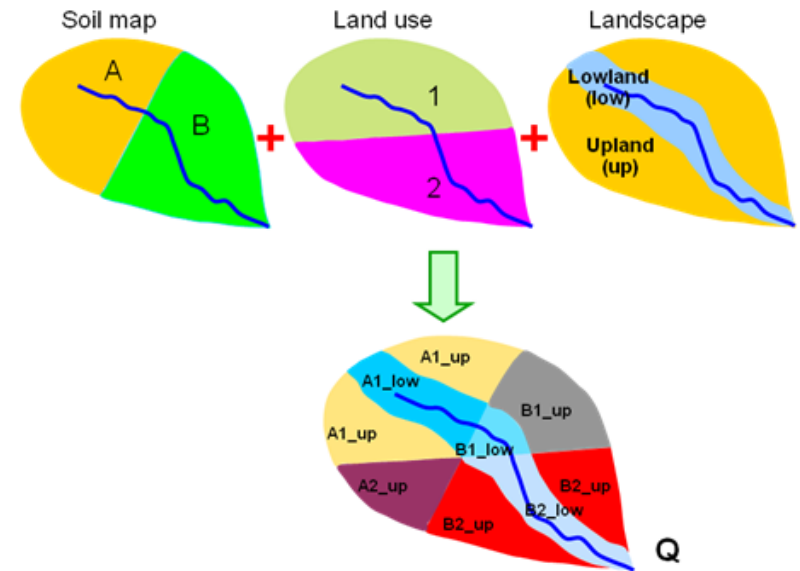 Soil map
Land use
Landscape
A
B
+
1
2
+
Lowland
(low)
Upland
(up)
A1_up
A1_low
B1_up
A1_up
B1_low
A2_up
B2_up
B2_low
B2_up
Q